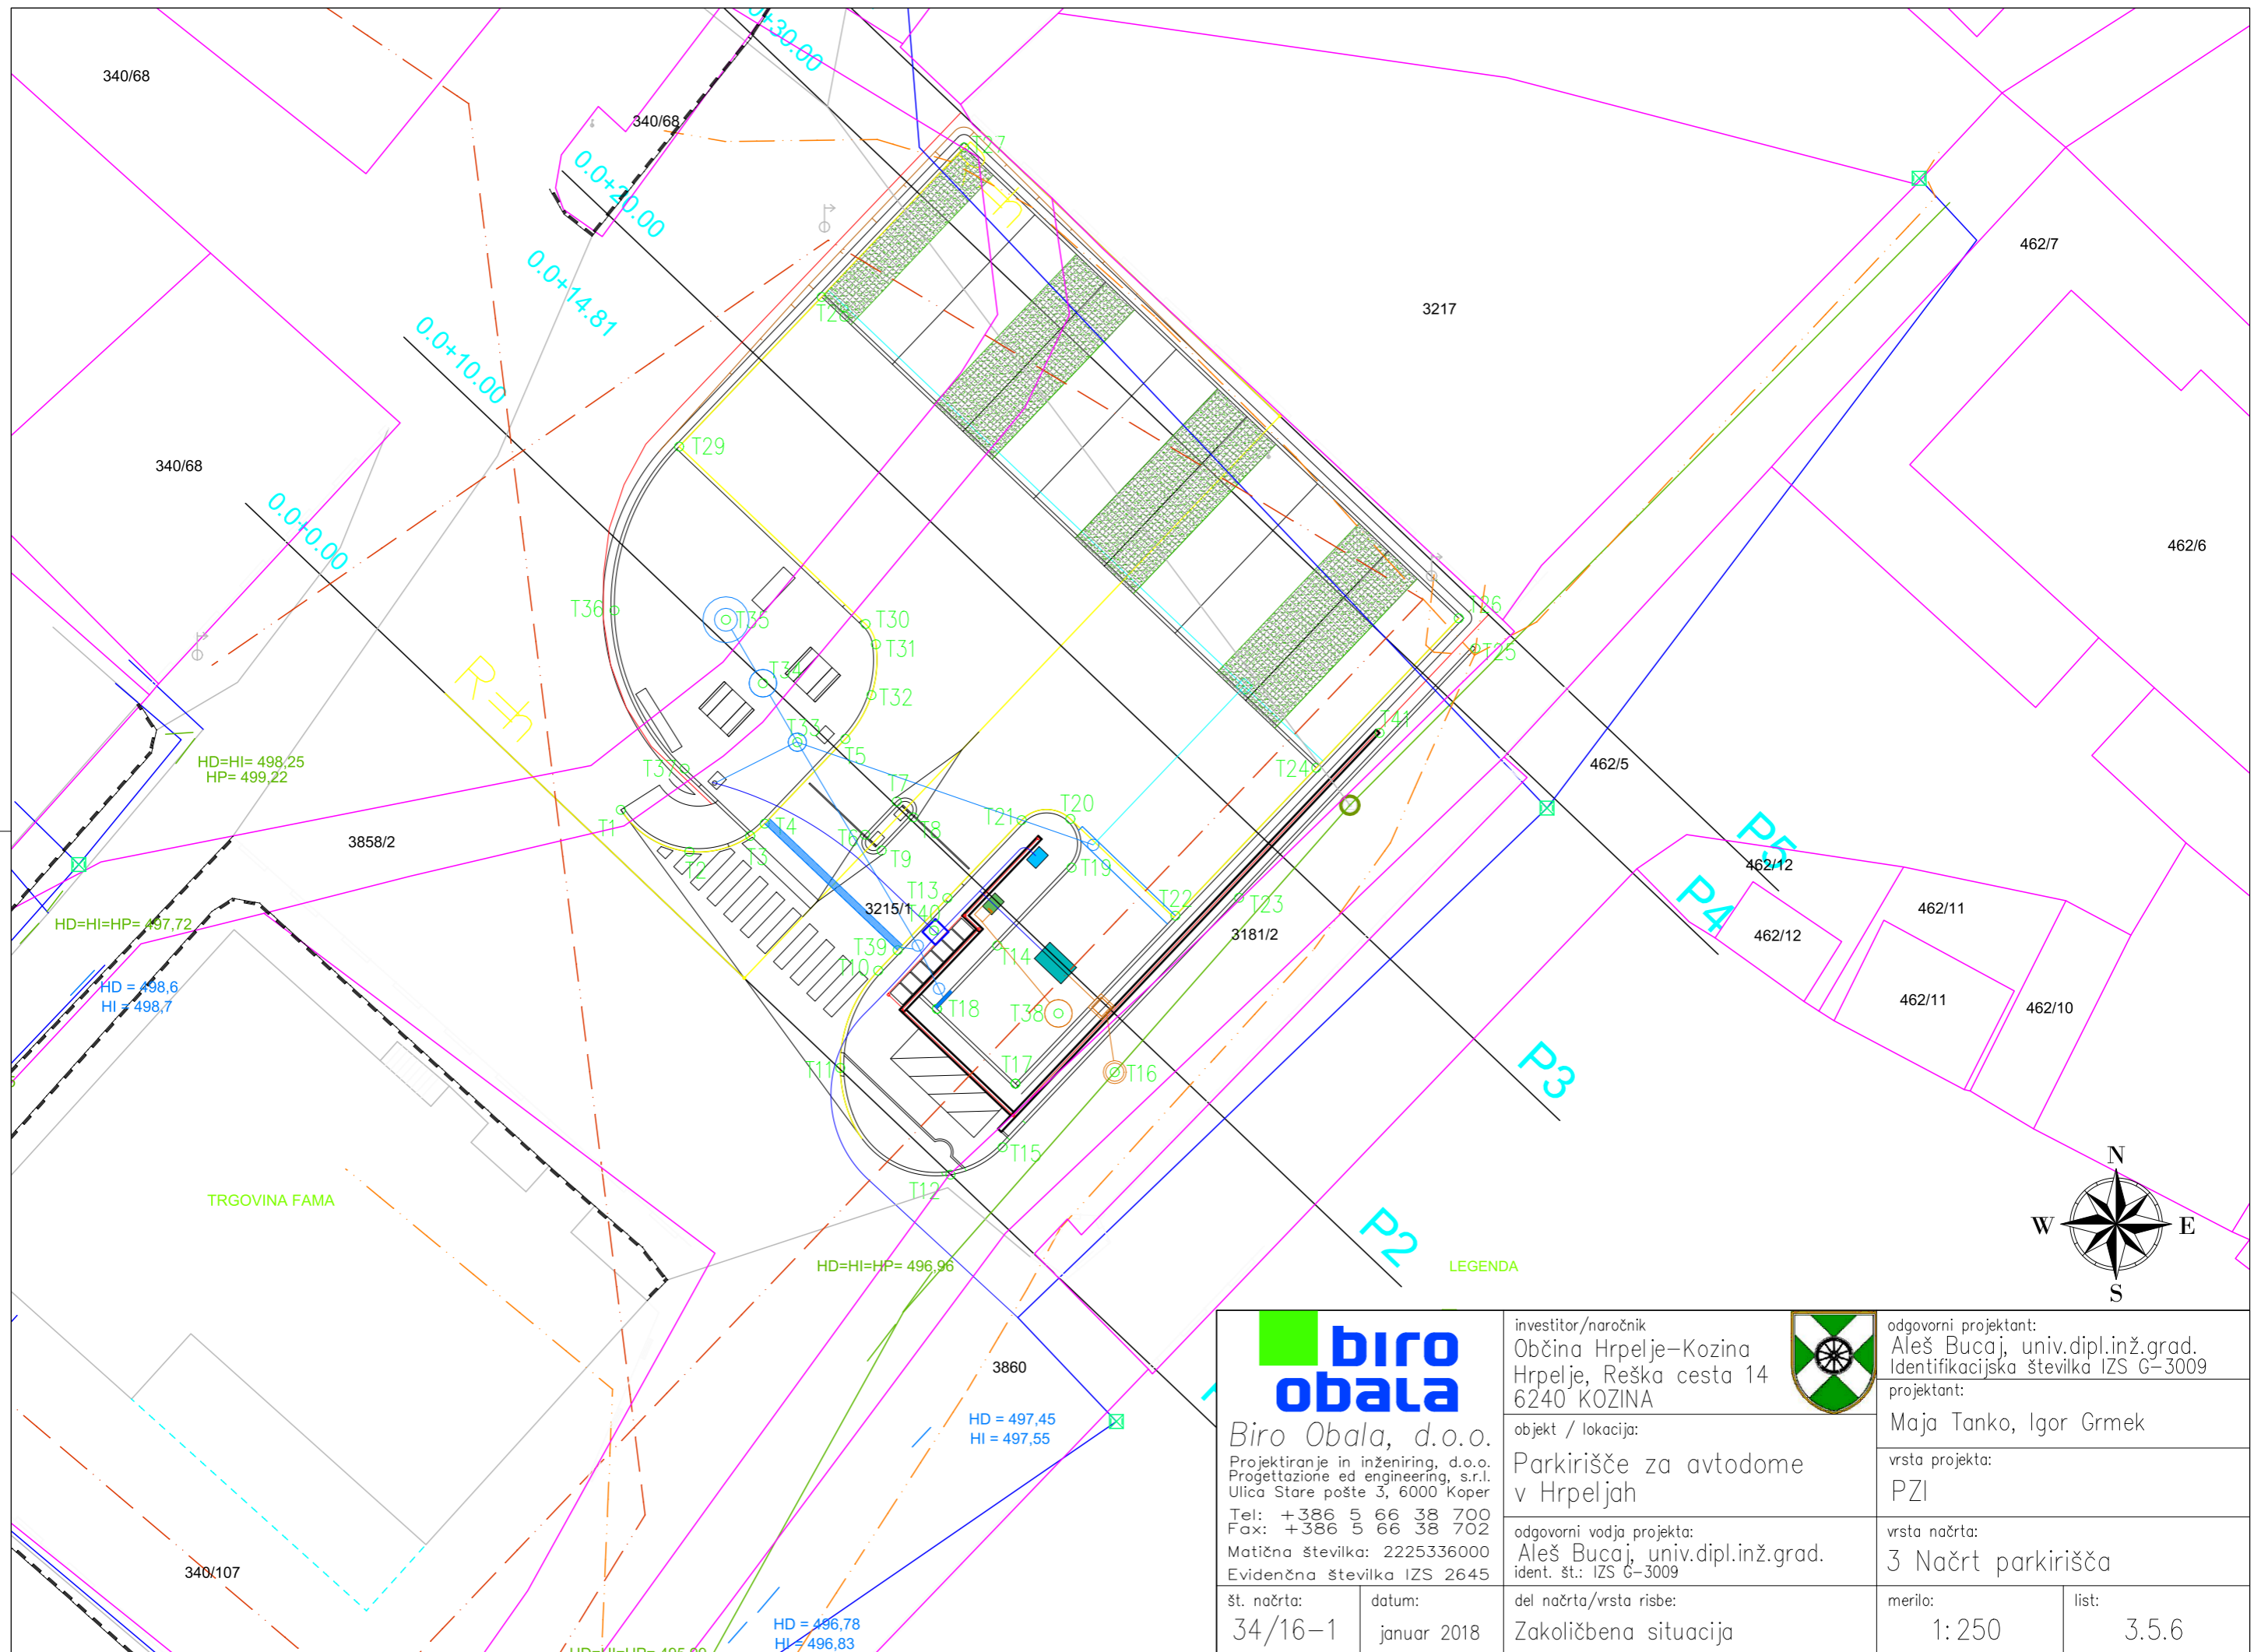 0.0+30.00
340/68
340/68
T27
0.0+20.00
462/7
0.0+14.81
3217
T28
0.0+10.00
T29
340/68
0.0+0.00
462/6
T36
T35
T30
T26
T31
T25
R-h
T34
T32
T33
T41
T5
HD=HI= 498,25
HP= 499,22
T37
T24
462/5
T7
T1
T4
T21
T20
T8
P5
3858/2
T3
T6
T9
T2
T19
462/12
T13
3215/1
T40
T22
T23
P4
462/11
HD=HI=HP= 497,72
3181/2
462/12
T39
T14
T10
HD = 498,6
HI = 498,7
T18
T38
462/11
462/10
T11
T17
T16
P3
T15
T12
TRGOVINA FAMA
N
W
E
S
P2
HD=HI=HP= 496,96
LEGENDA
3860
HD = 497,45
HI = 497,55
340/107
HD = 496,78
HI = 496,83
biro
obala
Biro Obala, d.o.o.
Projektiranje in inženiring, d.o.o.
Progettazione ed engineering, s.r.l.
Ulica Stare pošte 3, 6000 Koper
Tel: +386 5 66 38 700
Fax: +386 5 66 38 702
Matična številka: 2225336000
Evidenčna številka IZS 2645
št. načrta:
34/16-1
datum:
januar 2018
investitor/naročnik
Občina Hrpelje-Kozina
Hrpelje, Reška cesta 14
6240 KOZINA
objekt / lokacija:
Parkirišče za avtodome
v Hrpeljah
odgovorni vodja projekta:
Aleš Bucaj, univ.dipl.inž.grad.
ident. št.: IZS G-3009
del načrta/vrsta risbe:
Zakoličbena situacija
odgovorni projektant:
Aleš Bucaj, univ.dipl.inž.grad.
Identifikacijska številka IZS G-3009
projektant:
Maja Tanko, Igor Grmek
vrsta projekta:
PZI
vrsta načrta:
3 Načrt parkirišča
merilo:
1:250
list:
3.5.6